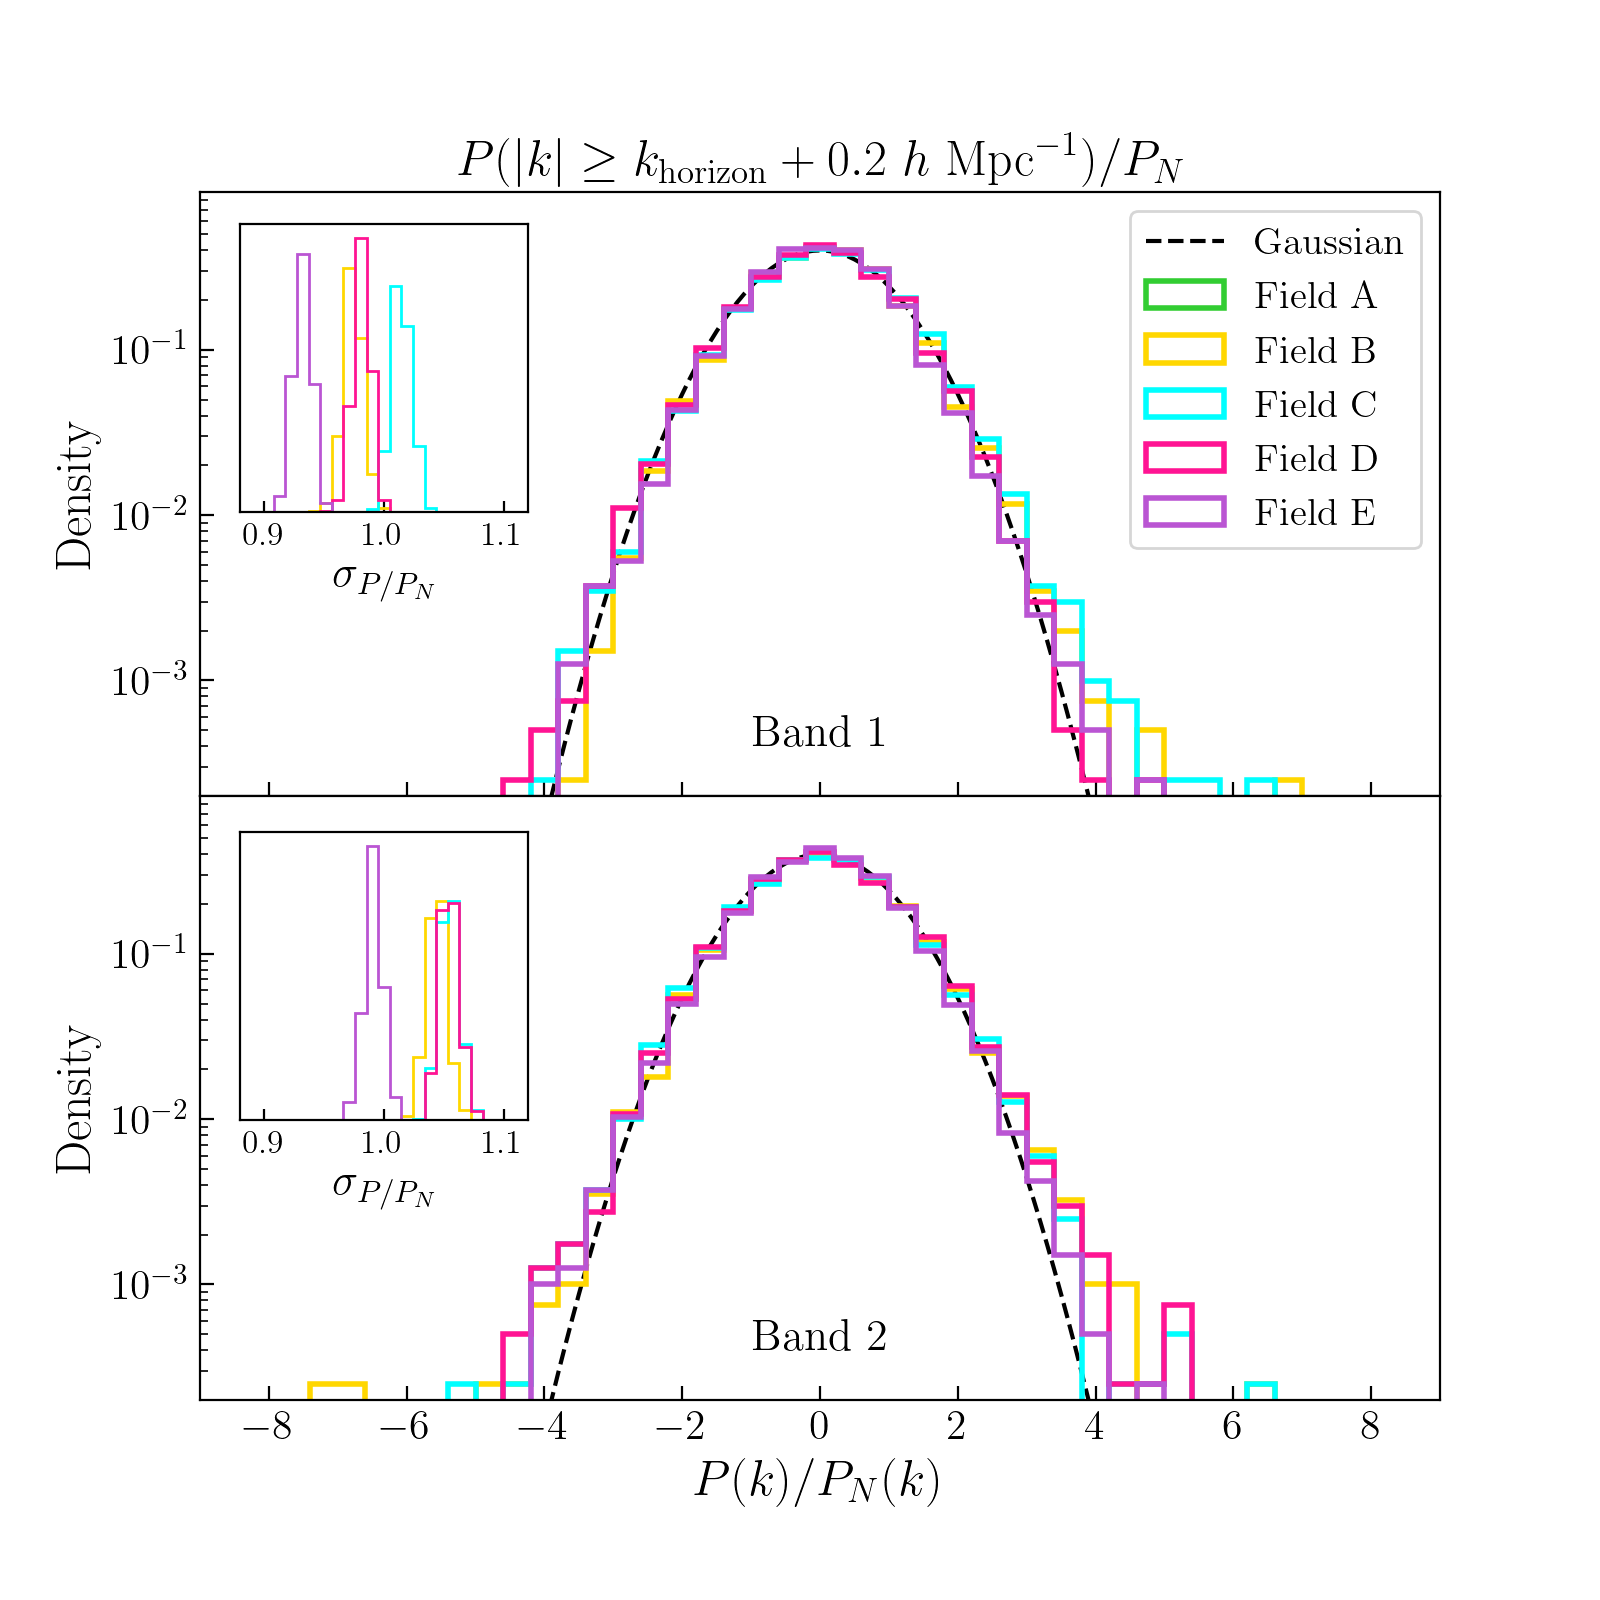 P(|k| ≥ k_horizon + 0.2 h Mpc⁻¹)/P_N
Density
10⁻¹
10⁻²
10⁻³
0.9 1.0 1.1
σ_P/P_N
Gaussian
Field A
Field B
Field C
Field D
Field E
Band 1
Density
10⁻¹
10⁻²
10⁻³
0.9 1.0 1.1
σ_P/P_N
Band 2
−8 −6 −4 −2 0 2 4 6 8
P(k)/P_N(k)